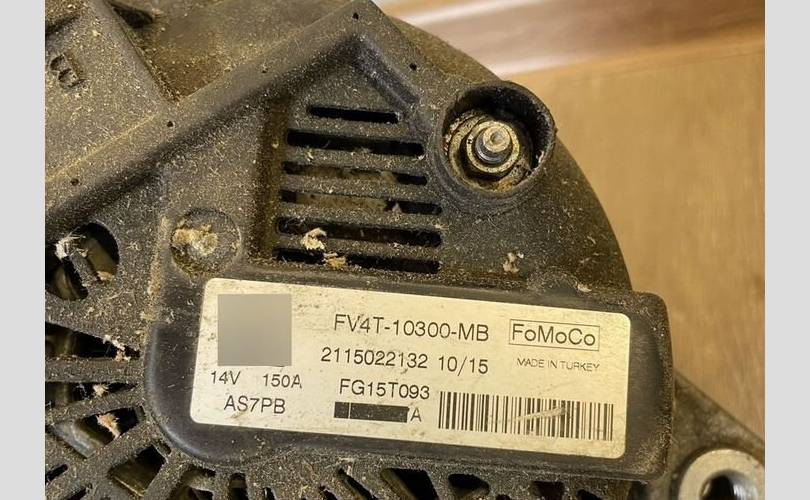 B
FV4T-10300-MB FoMoCo
2115022132 10/15 MADE IN TURKEY
14V 150A FG15T093
AS7PB A